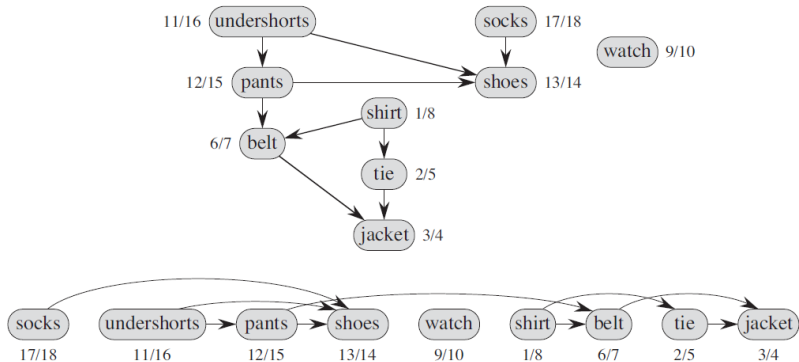 11/16 undershorts socks 17/18
watch 9/10
12/15 pants shoes 13/14
shirt 1/8
6/7 belt
tie 2/5
jacket 3/4
socks undershorts pants shoes watch shirt belt tie jacket
17/18 11/16 12/15 13/14 9/10 1/8 6/7 2/5 3/4